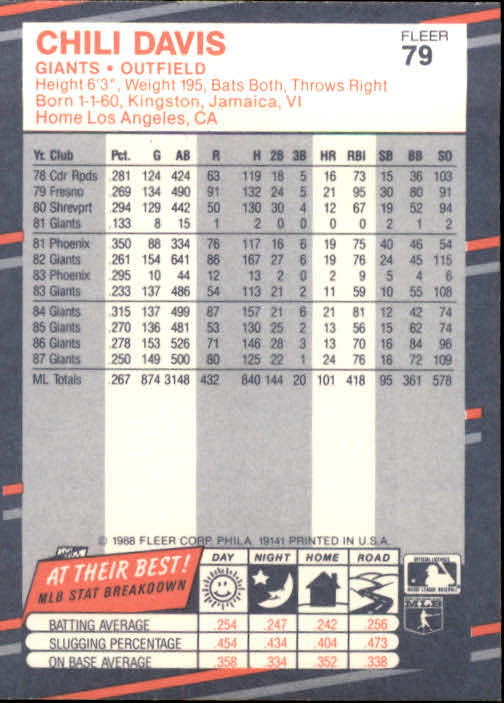 CHILI DAVIS
FLEER
79
GIANTS • OUTFIELD
Height 6'3", Weight 195, Bats Both, Throws Right
Born 1-1-60, Kingston, Jamaica, VI
Home Los Angeles, CA
Yr. Club Pct. G AB R H 2B 3B HR RBI SB BB SO
78 Cdr Rpds .281 124 424 63 119 18 5 16 73 15 36 103
79 Fresno .269 134 490 91 132 24 5 21 95 30 80 91
80 Shrevprt .294 129 442 50 130 30 4 12 67 19 52 94
81 Giants .133 8 15 1 2 0 0 0 0 2 1 2
81 Phoenix .350 88 334 76 117 16 6 19 75 40 46 54
82 Giants .261 154 641 86 167 27 6 19 76 24 45 115
83 Phoenix .295 10 44 12 13 2 0 2 9 5 4 6
83 Giants .233 137 486 54 113 21 2 11 59 10 55 108
84 Giants .315 137 499 87 157 21 6 21 81 12 42 74
85 Giants .270 136 481 53 130 25 2 13 56 15 62 74
86 Giants .278 153 526 71 146 28 3 13 70 16 84 96
87 Giants .250 149 500 80 125 22 1 24 76 16 72 109
ML Totals .267 874 3148 432 840 144 20 101 418 95 361 578
© 1988 FLEER CORP. PHILA. 19141 PRINTED IN U.S.A.
AT THEIR BEST!
MLB STAT BREAKDOWN
DAY NIGHT HOME ROAD
BATTING AVERAGE .254 .247 .242 .256
SLUGGING PERCENTAGE .454 .434 .404 .473
ON BASE AVERAGE .358 .334 .352 .338
OFFICIAL LICENSEE
MAJOR LEAGUE BASEBALL
MLB